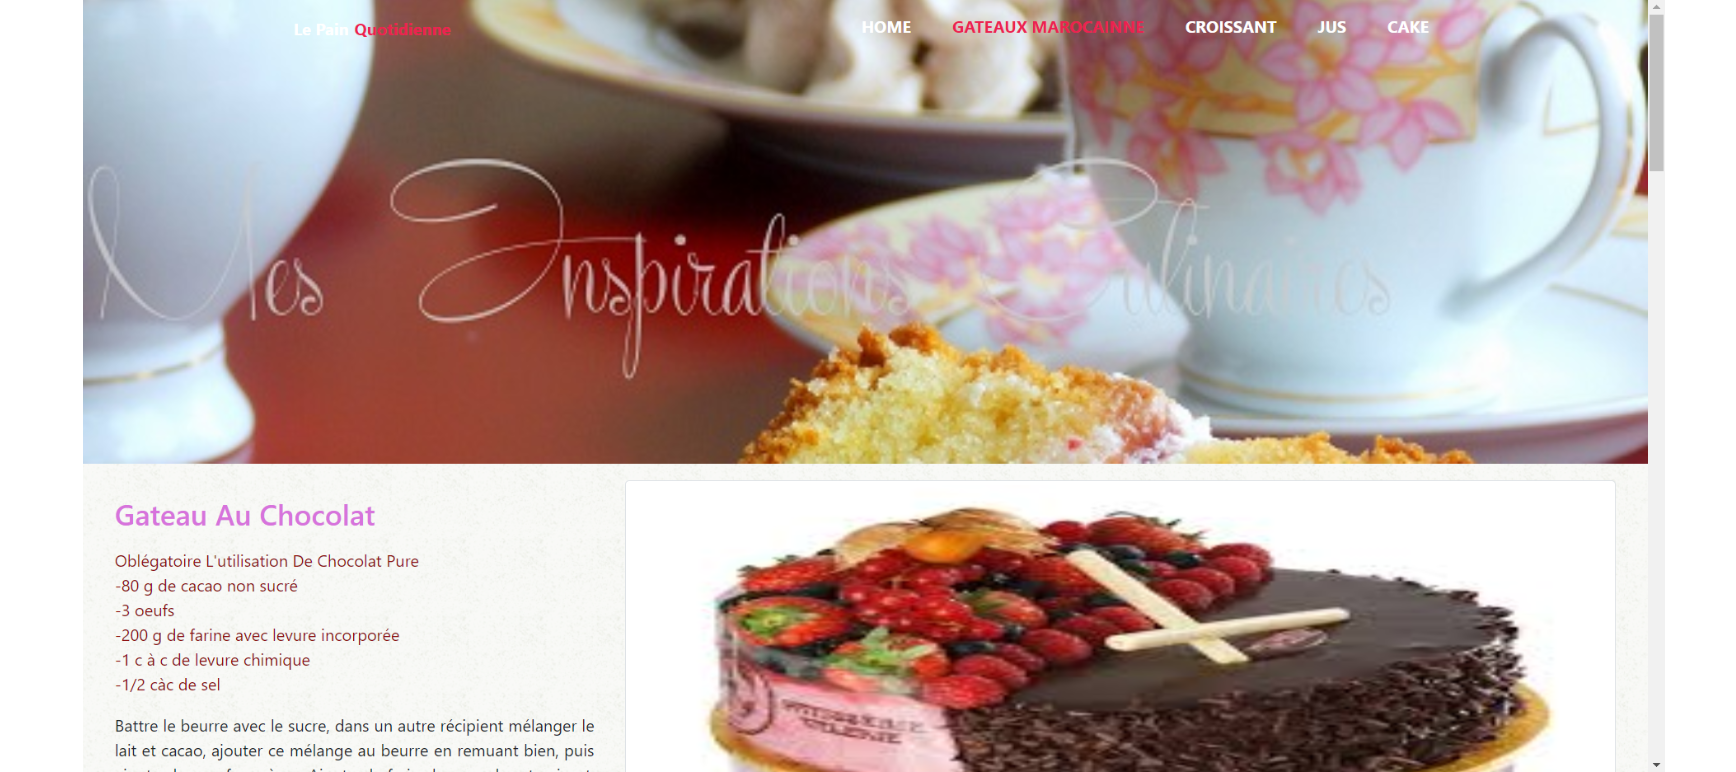 Le Pain Quotidienne
HOME GATEAUX MAROCAINNE CROISSANT JUS CAKE
Mes Inspirations Culinaires
Gateau Au Chocolat
Oblégatoire L'utilisation De Chocolat Pure
-80 g de cacao non sucré
-3 oeufs
-200 g de farine avec levure incorporée
-1 c à c de levure chimique
-1/2 càc de sel
Battre le beurre avec le sucre, dans un autre récipient mélanger le
lait et cacao, ajouter ce mélange au beurre en remuant bien, puis